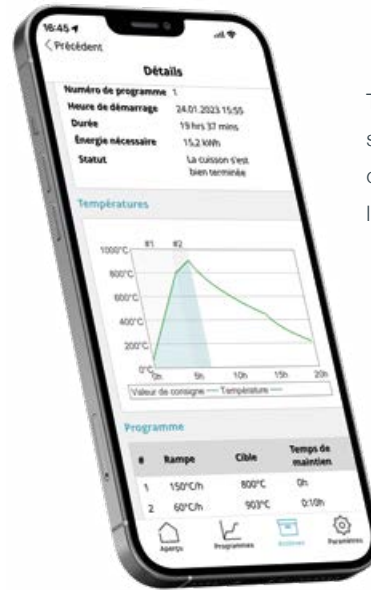 16:45
Précédent
Détails
Numéro de programme 1
Heure de démarrage 24.01.2023 15:55
Durée 19 hrs 37 mins
Énergie nécessaire 15,2 kWh
Statut La cuisson s'est
bien terminée
Températures
#1 #2
1000°C
800°C
600°C
400°C
200°C
0°C
0h 5h 10h 15h 20h
Valeur de consigne Température
Programme
# Rampe Cible Temps de
maintien
1 150°C/h 800°C 0h
2 60°C/h 903°C 0:10h
Aperçu Programmes Archives Paramètres